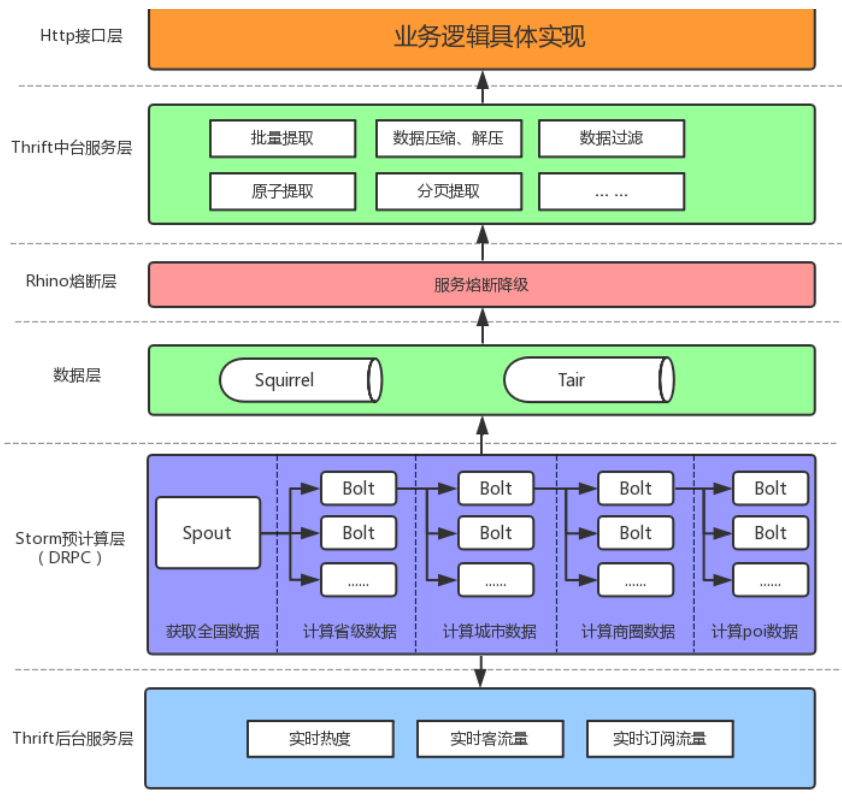 Http接口层
业务逻辑具体实现
Thrift中台服务层
批量提取
数据压缩、解压
数据过滤
原子提取
分页提取
... ...
Rhino熔断层
服务熔断降级
数据层
Squirrel
Tair
Storm预计算层
（DRPC）
Spout
Bolt
Bolt
Bolt
Bolt
Bolt
Bolt
Bolt
Bolt
......
......
......
......
获取全国数据
计算省级数据
计算城市数据
计算商圈数据
计算poi数据
Thrift后台服务层
实时热度
实时客流量
实时订阅流量